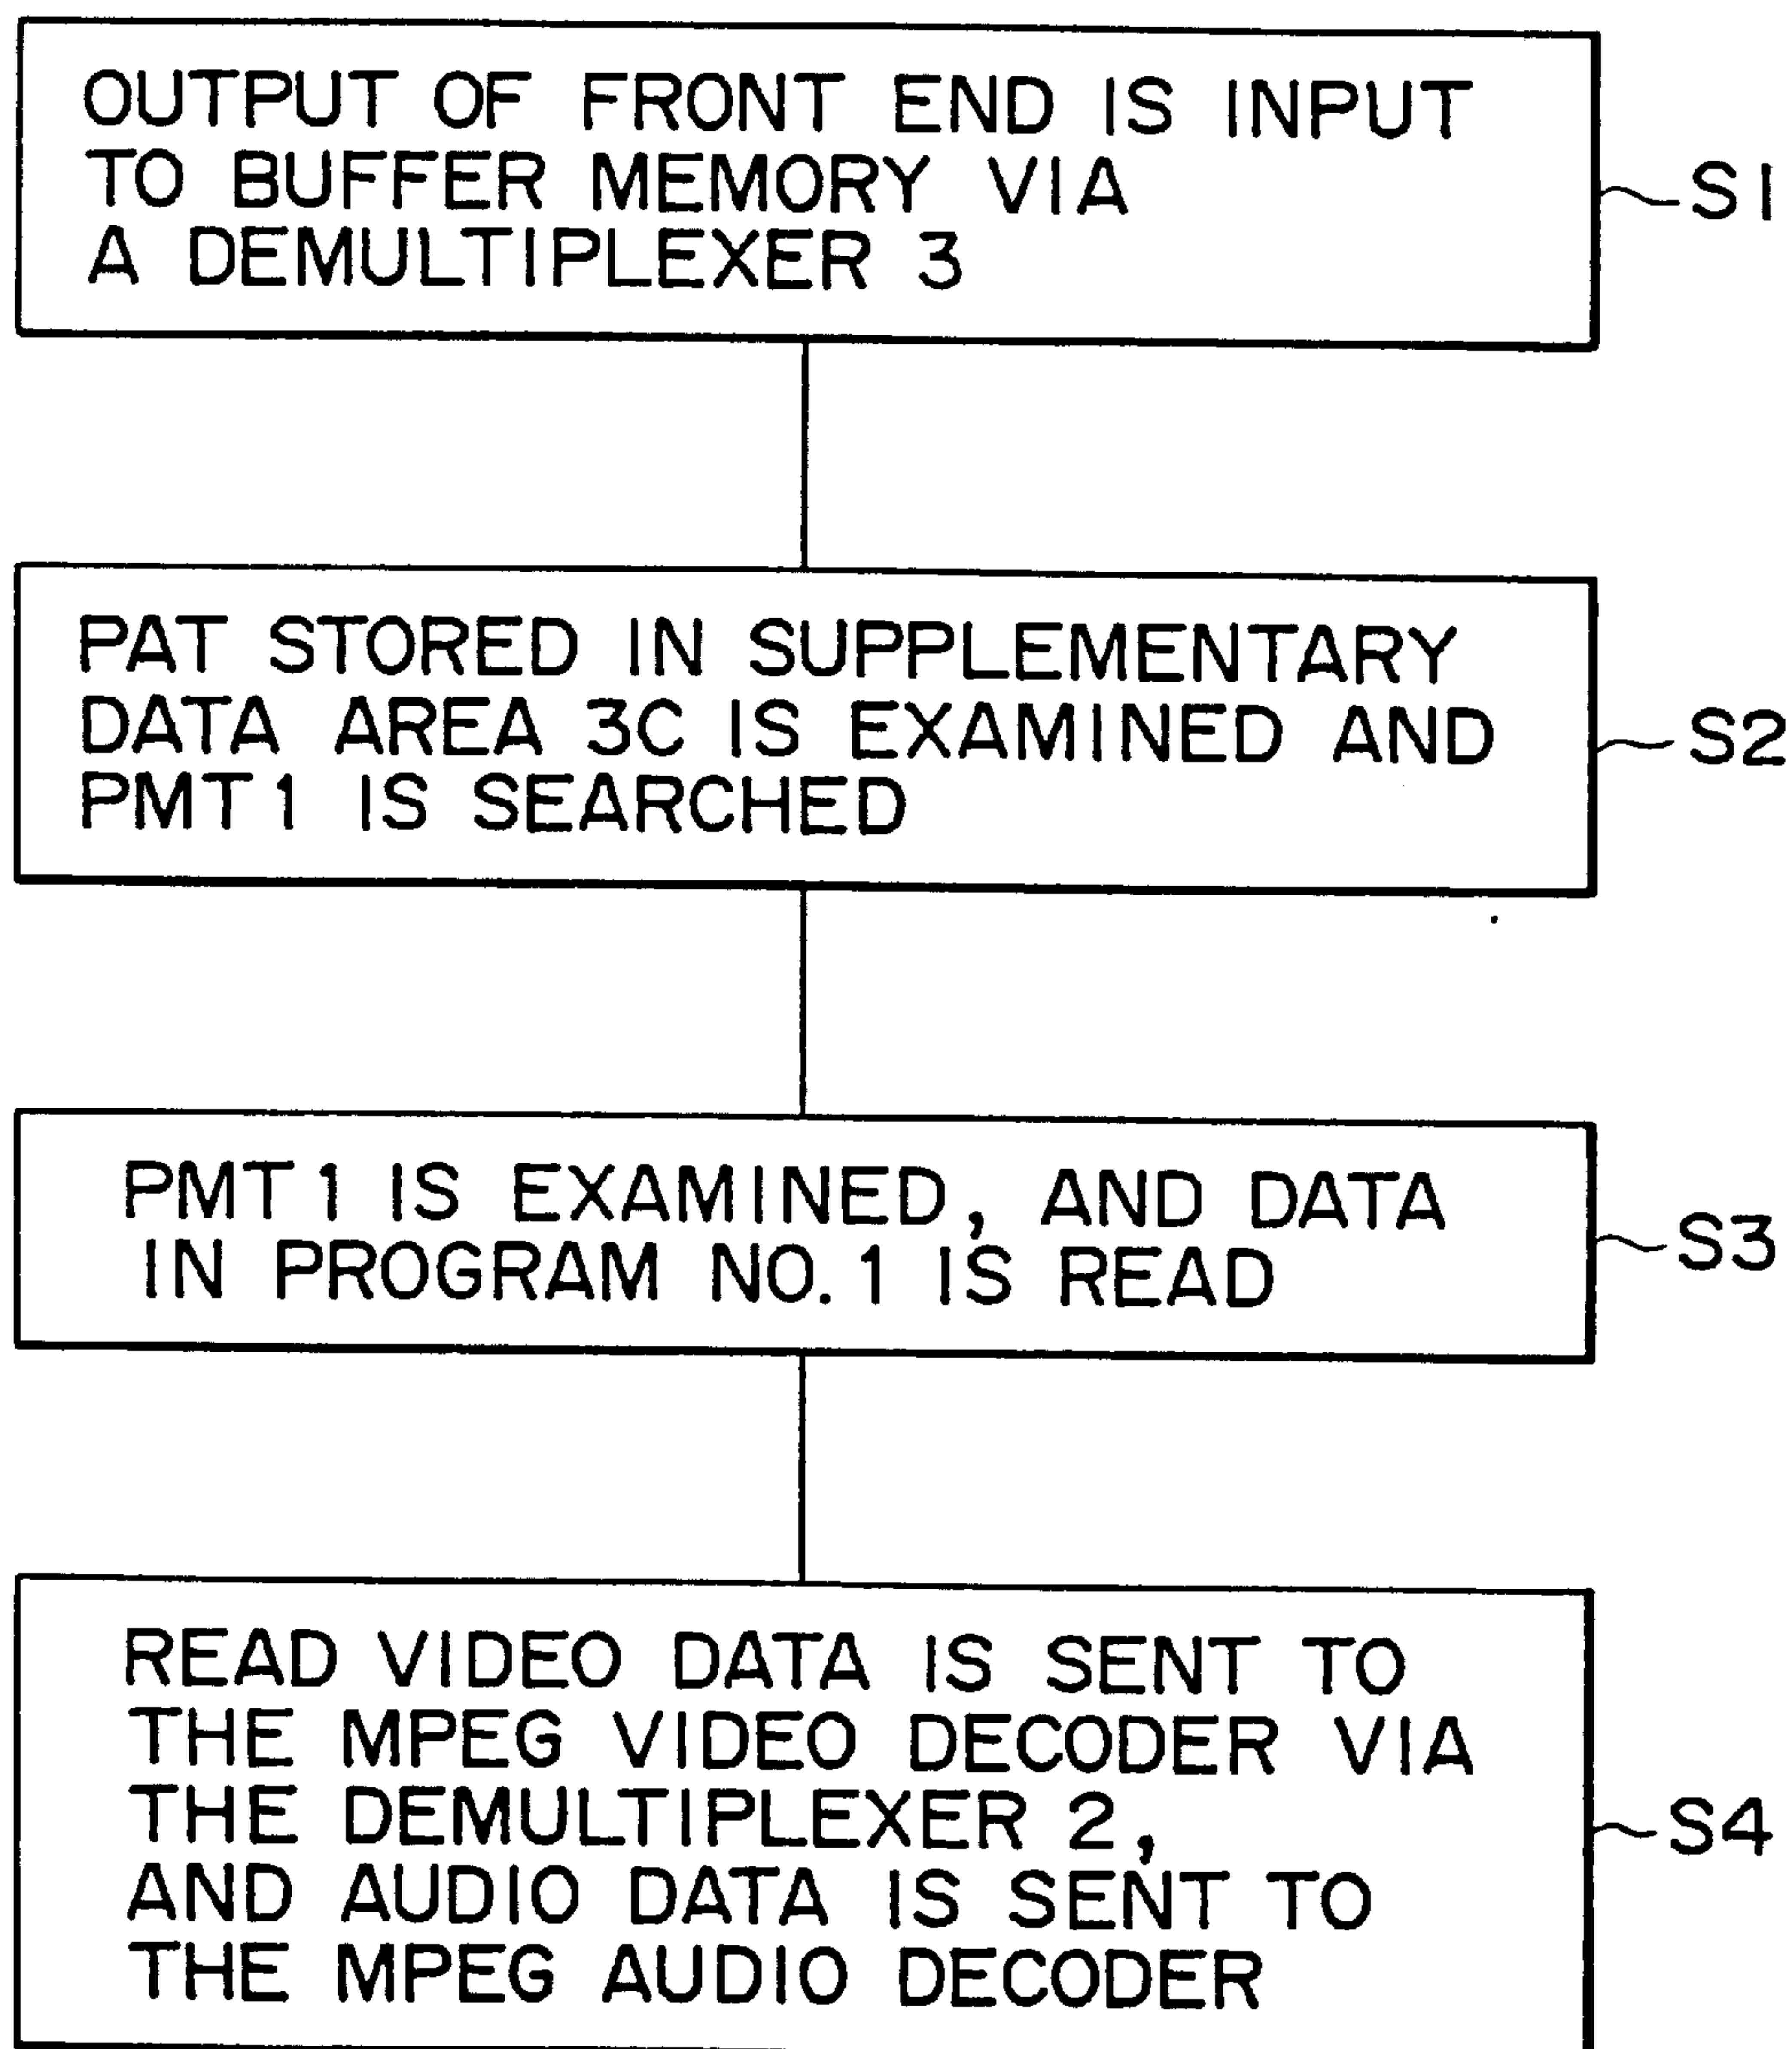 OUTPUT OF FRONT END IS INPUT
TO BUFFER MEMORY VIA
A DEMULTIPLEXER 3
S1
PAT STORED IN SUPPLEMENTARY
DATA AREA 3C IS EXAMINED AND
PMT 1 IS SEARCHED
S2
PMT 1 IS EXAMINED, AND DATA
IN PROGRAM NO. 1 IS READ
S3
READ VIDEO DATA IS SENT TO
THE MPEG VIDEO DECODER VIA
THE DEMULTIPLEXER 2,
AND AUDIO DATA IS SENT TO
THE MPEG AUDIO DECODER
S4